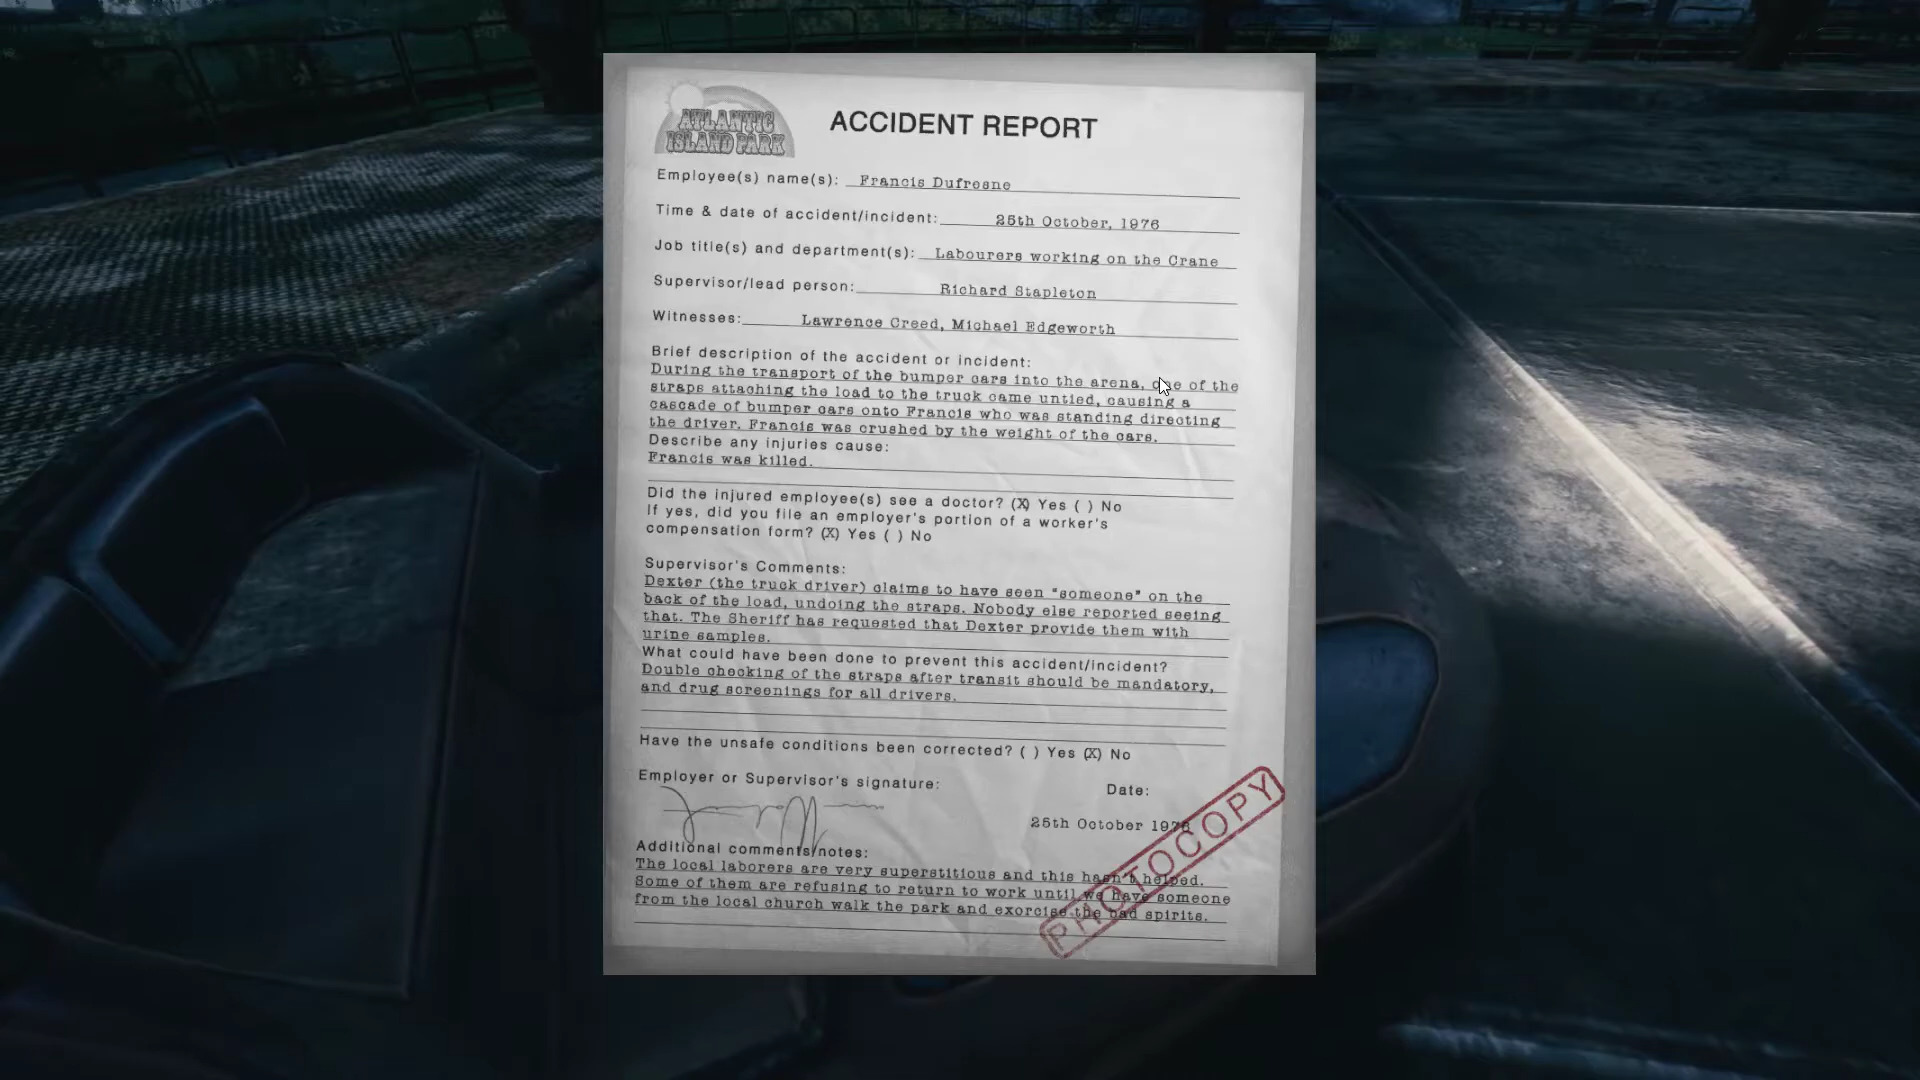 ATLANTIC
ISLAND PARK
ACCIDENT REPORT
Employee(s) name(s): Francis Dufresne
Time & date of accident/incident: 25th October, 1976
Job title(s) and department(s): Labourers working on the Crane
Supervisor/lead person: Richard Stapleton
Witnesses: Lawrence Creed, Michael Edgeworth
Brief description of the accident or incident:
During the transport of the bumper cars into the arena, one of the
straps attaching the load to the truck came untied, causing a
cascade of bumper cars onto Francis who was standing directing
the driver. Francis was crushed by the weight of the cars.
Describe any injuries cause:
Francis was killed.
Did the injured employee(s) see a doctor? (X) Yes ( ) No
If yes, did you file an employer's portion of a worker's
compensation form? (X) Yes ( ) No
Supervisor's Comments:
Dexter (the truck driver) claims to have seen "someone" on the
back of the load, undoing the straps. Nobody else reported seeing
that. The Sheriff has requested that Dexter provide them with
urine samples.
What could have been done to prevent this accident/incident?
Double checking of the straps after transit should be mandatory,
and drug screenings for all drivers.
Have the unsafe conditions been corrected? ( ) Yes (X) No
Employer or Supervisor's signature:
Date:
25th October 1976
Additional comments/notes:
The local laborers are very superstitious and this hasn't helped.
Some of them are refusing to return to work until we have someone
from the local church walk the park and exorcise the bad spirits.
PHOTOCOPY